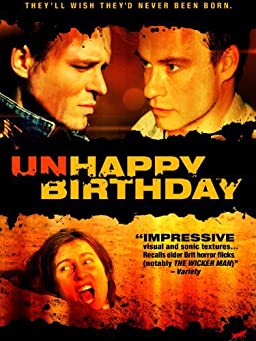 THEY'LL WISH THEY'D NEVER BEEN BORN.
UNHAPPY
BIRTHDAY
"IMPRESSIVE
visual and sonic textures...
Recalls older Brit horror flicks
(notably THE WICKER MAN)"
– Variety